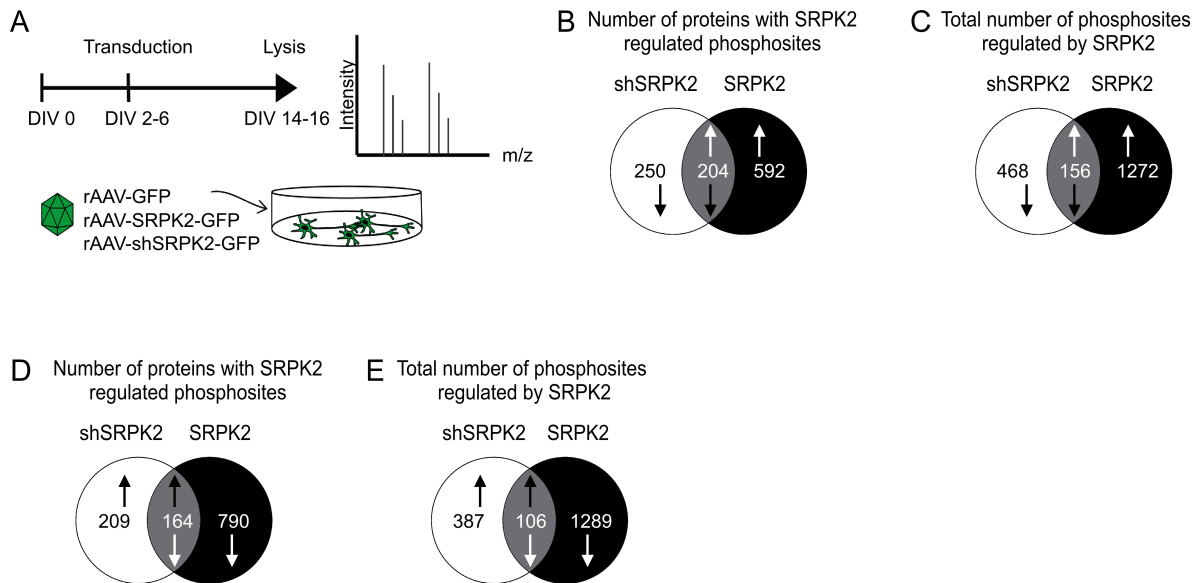 A
Transduction
Lysis
DIV 0
DIV 2-6
DIV 14-16
Intensity
m/z
rAAV-GFP
rAAV-SRPK2-GFP
rAAV-shSRPK2-GFP
B
Number of proteins with SRPK2
regulated phosphosites
shSRPK2
SRPK2
250
204
592
C
Total number of phosphosites
regulated by SRPK2
shSRPK2
SRPK2
468
156
1272
D
Number of proteins with SRPK2
regulated phosphosites
shSRPK2
SRPK2
209
164
790
E
Total number of phosphosites
regulated by SRPK2
shSRPK2
SRPK2
387
106
1289